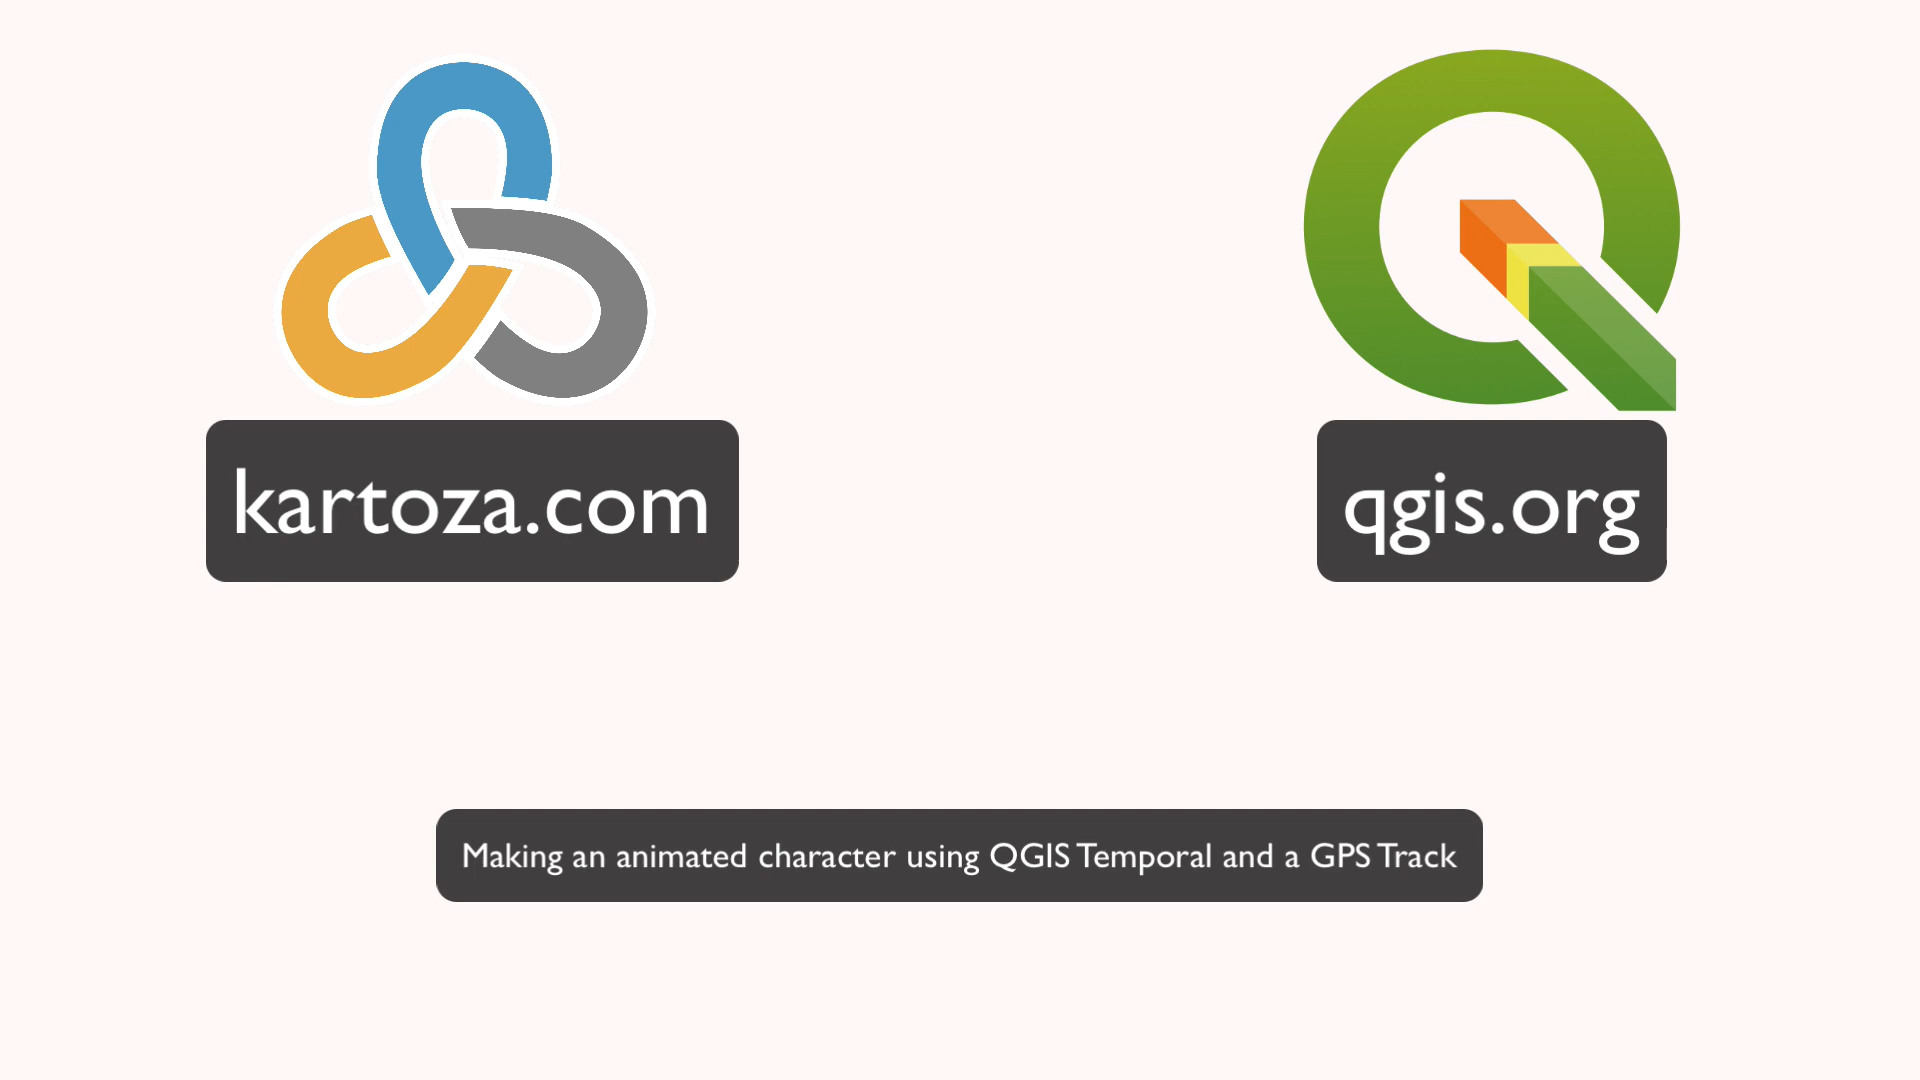 kartoza.com
qgis.org
Making an animated character using QGIS Temporal and a GPS Track